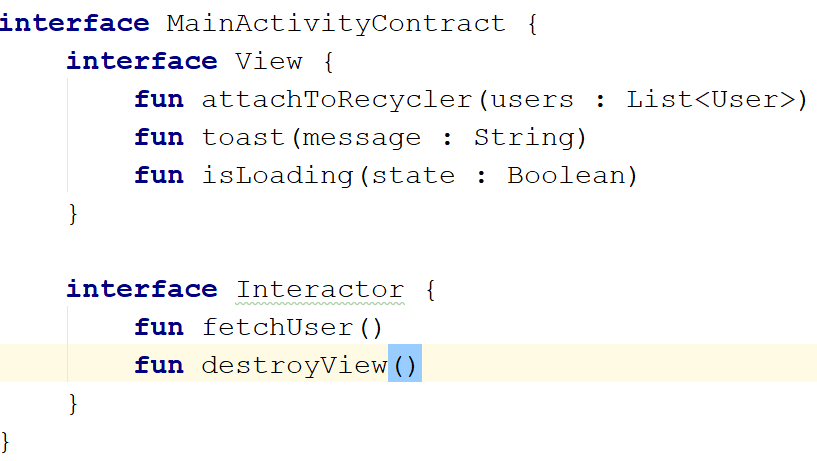 interface MainActivityContract {
    interface View {
        fun attachToRecycler(users : List<User>)
        fun toast(message : String)
        fun isLoading(state : Boolean)
    }

    interface Interactor {
        fun fetchUser()
        fun destroyView()
    }
}